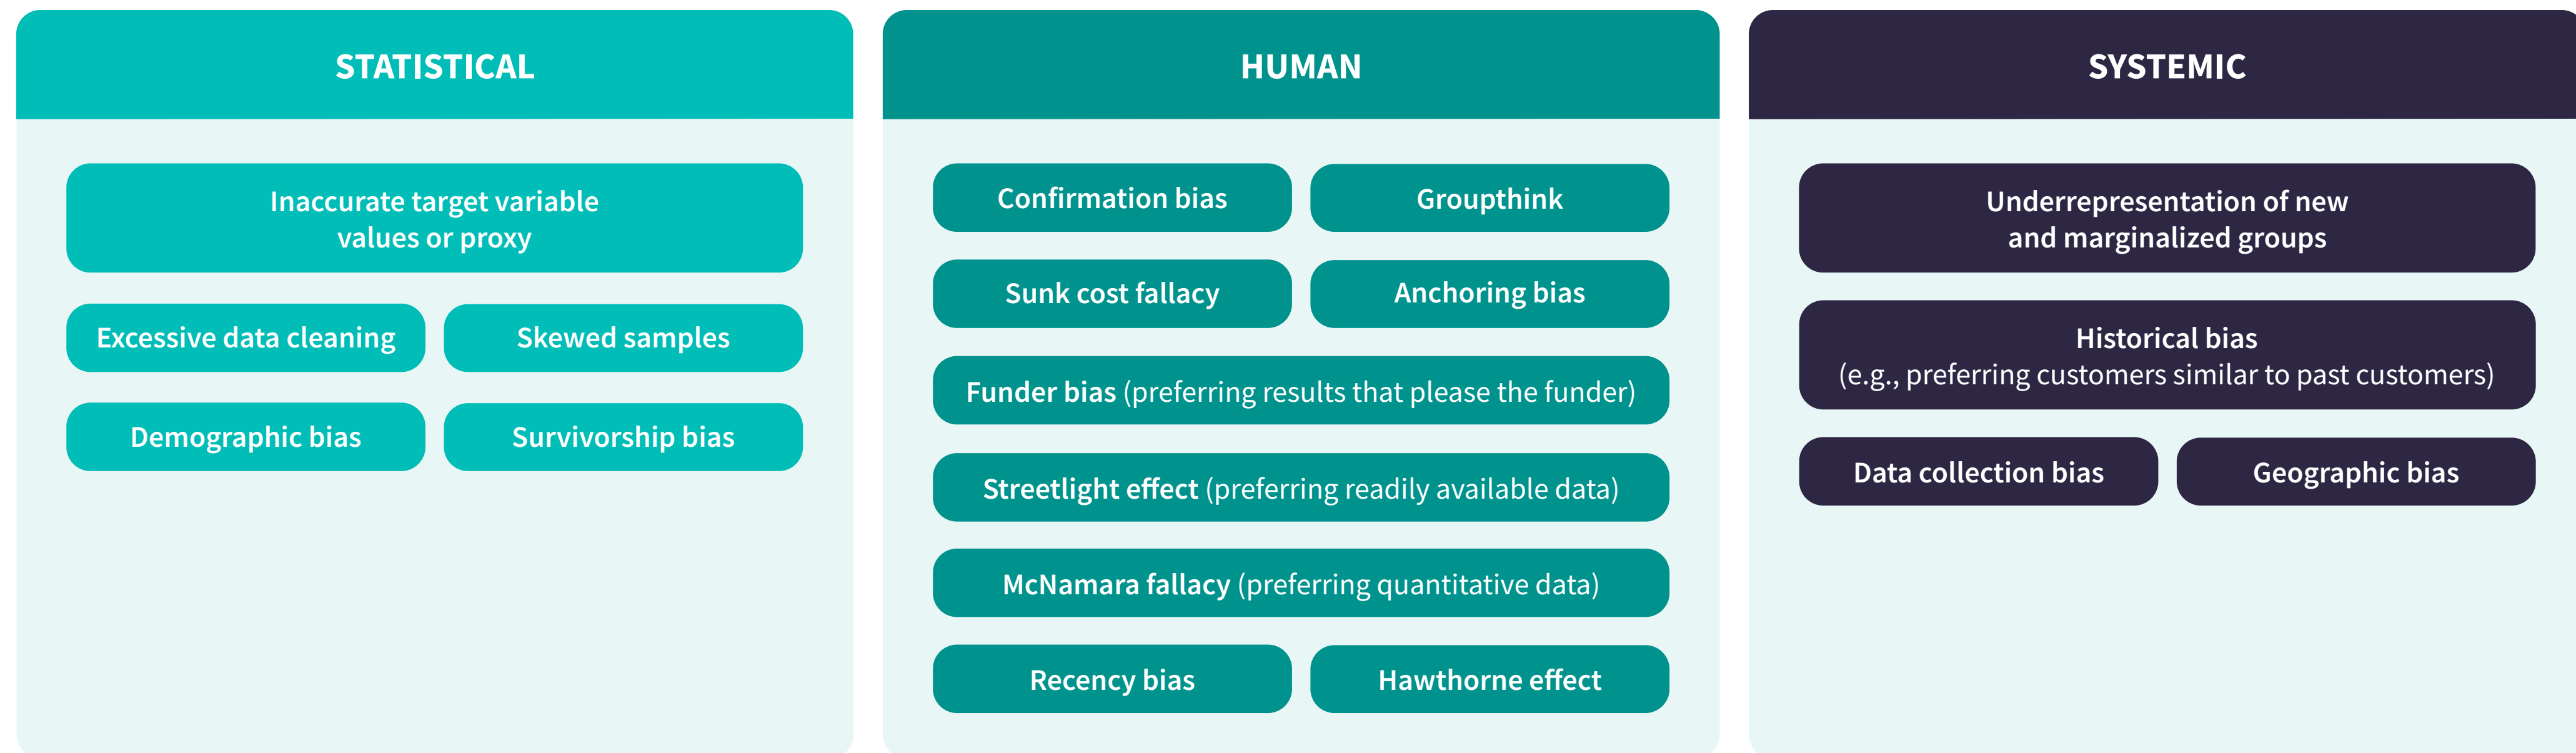 STATISTICAL
Inaccurate target variable
values or proxy
Excessive data cleaning
Skewed samples
Demographic bias
Survivorship bias
HUMAN
Confirmation bias
Groupthink
Sunk cost fallacy
Anchoring bias
Funder bias (preferring results that please the funder)
Streetlight effect (preferring readily available data)
McNamara fallacy (preferring quantitative data)
Recency bias
Hawthorne effect
SYSTEMIC
Underrepresentation of new
and marginalized groups
Historical bias
(e.g., preferring customers similar to past customers)
Data collection bias
Geographic bias